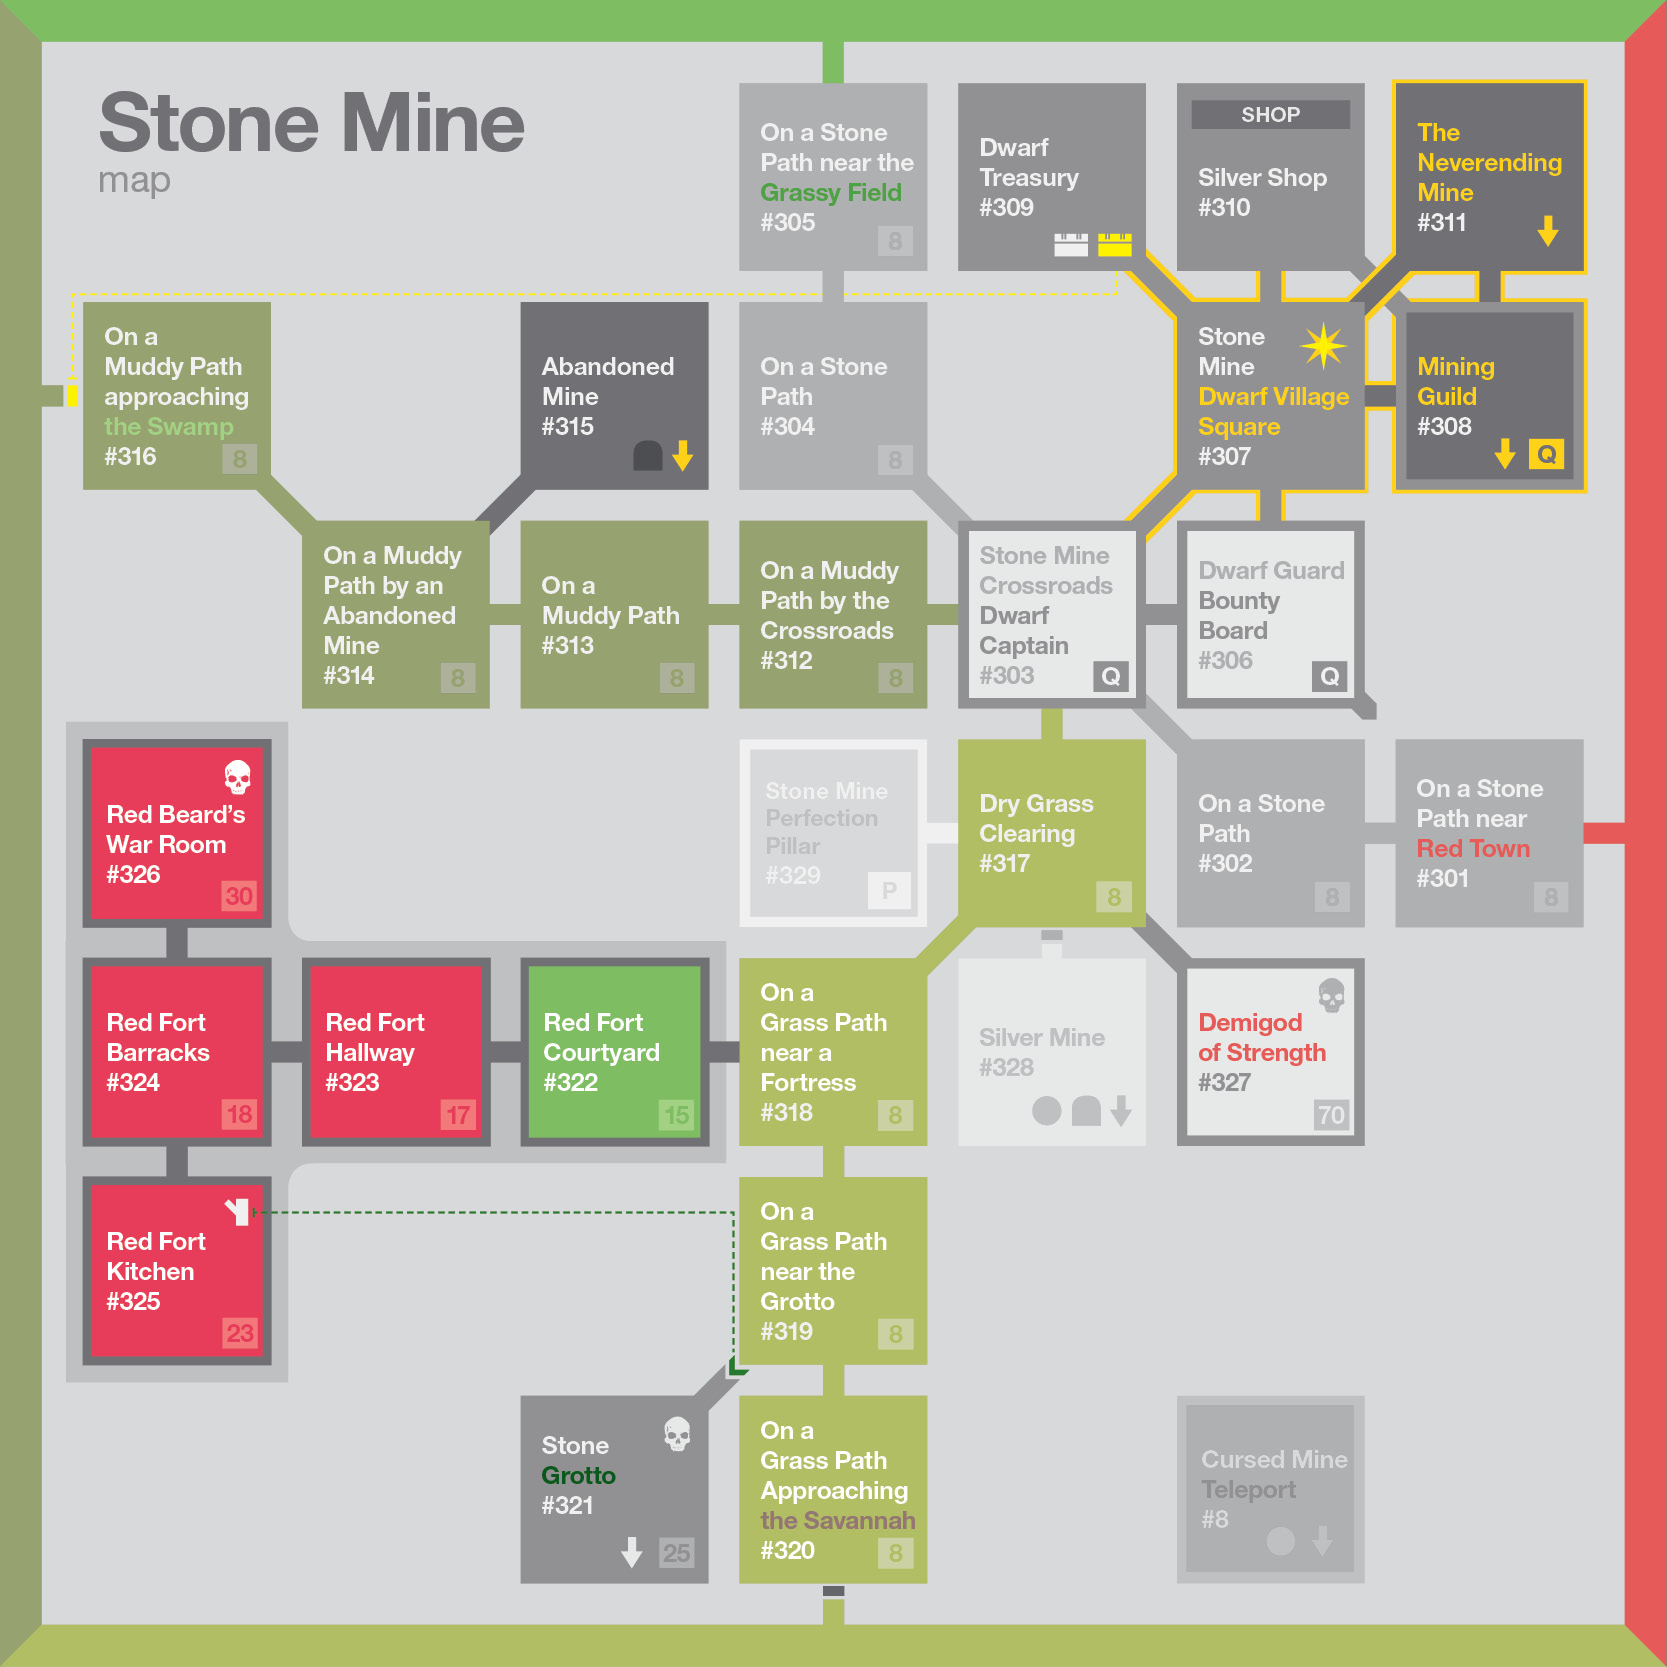 Stone Mine
map
On a Stone
Path near the
Grassy Field
#305
8
Dwarf
Treasury
#309
SHOP
Silver Shop
#310
The
Neverending
Mine
#311
On a
Muddy Path
approaching
the Swamp
#316
8
Abandoned
Mine
#315
On a Stone
Path
#304
8
Stone
Mine
Dwarf Village
Square
#307
Mining
Guild
#308
Q
On a Muddy
Path by an
Abandoned
Mine
#314
8
On a
Muddy Path
#313
8
On a Muddy
Path by the
Crossroads
#312
8
Stone Mine
Crossroads
Dwarf
Captain
#303
Q
Dwarf Guard
Bounty
Board
#306
Q
Red Beard's
War Room
#326
30
Stone Mine
Perfection
Pillar
#329
P
Dry Grass
Clearing
#317
8
On a Stone
Path
#302
8
On a Stone
Path near
Red Town
#301
8
Red Fort
Barracks
#324
18
Red Fort
Hallway
#323
17
Red Fort
Courtyard
#322
15
On a
Grass Path
near a
Fortress
#318
8
Silver Mine
#328
Demigod
of Strength
#327
70
Red Fort
Kitchen
#325
23
On a
Grass Path
near the
Grotto
#319
8
Stone
Grotto
#321
25
On a
Grass Path
Approaching
the Savannah
#320
8
Cursed Mine
Teleport
#8